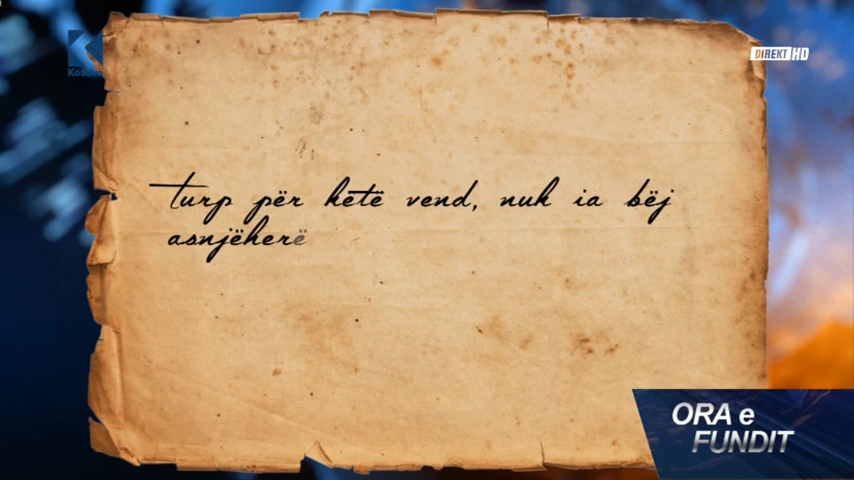 DIREKT HD
turp për këtë vend, nuk ia bëj
asnjëherë
ORA e
FUNDIT